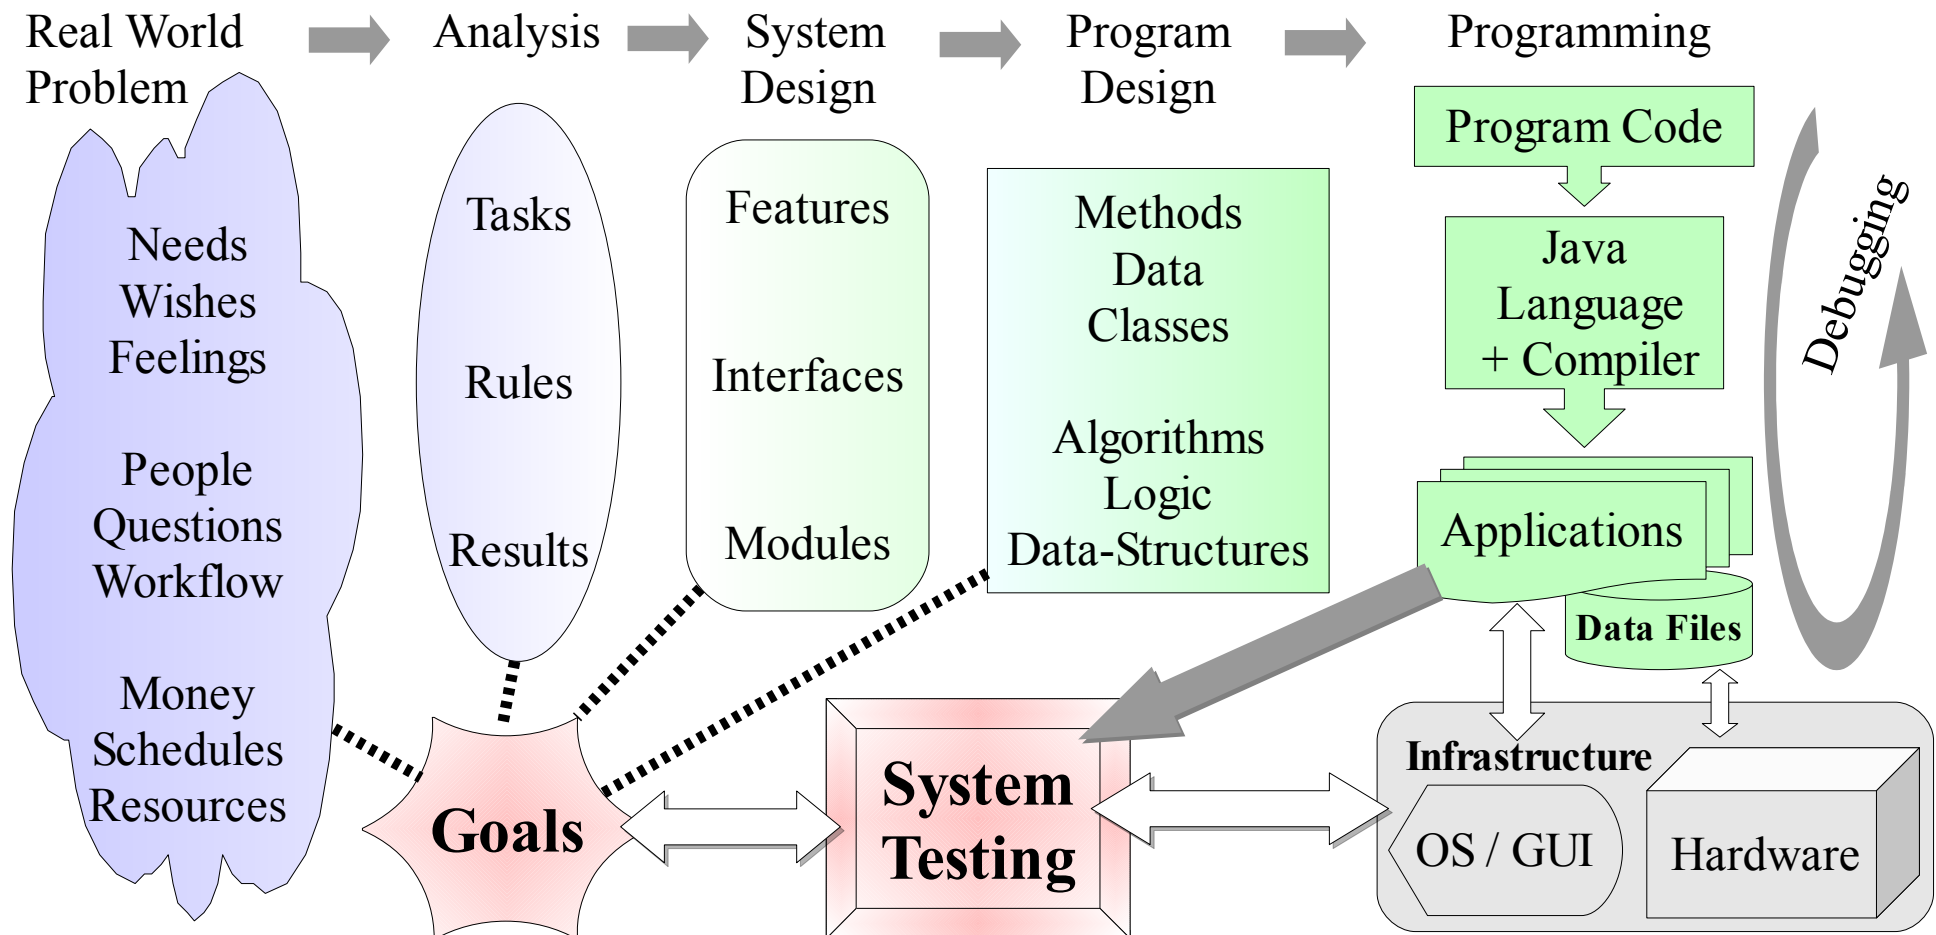 Real World
Problem
Analysis
System
Design
Program
Design
Programming
Needs
Wishes
Feelings
People
Questions
Workflow
Money
Schedules
Resources
Tasks
Rules
Results
Features
Interfaces
Modules
Methods
Data
Classes
Algorithms
Logic
Data-Structures
Program Code
Java
Language
+ Compiler
Applications
Data Files
Debugging
Goals
System
Testing
Infrastructure
OS / GUI
Hardware